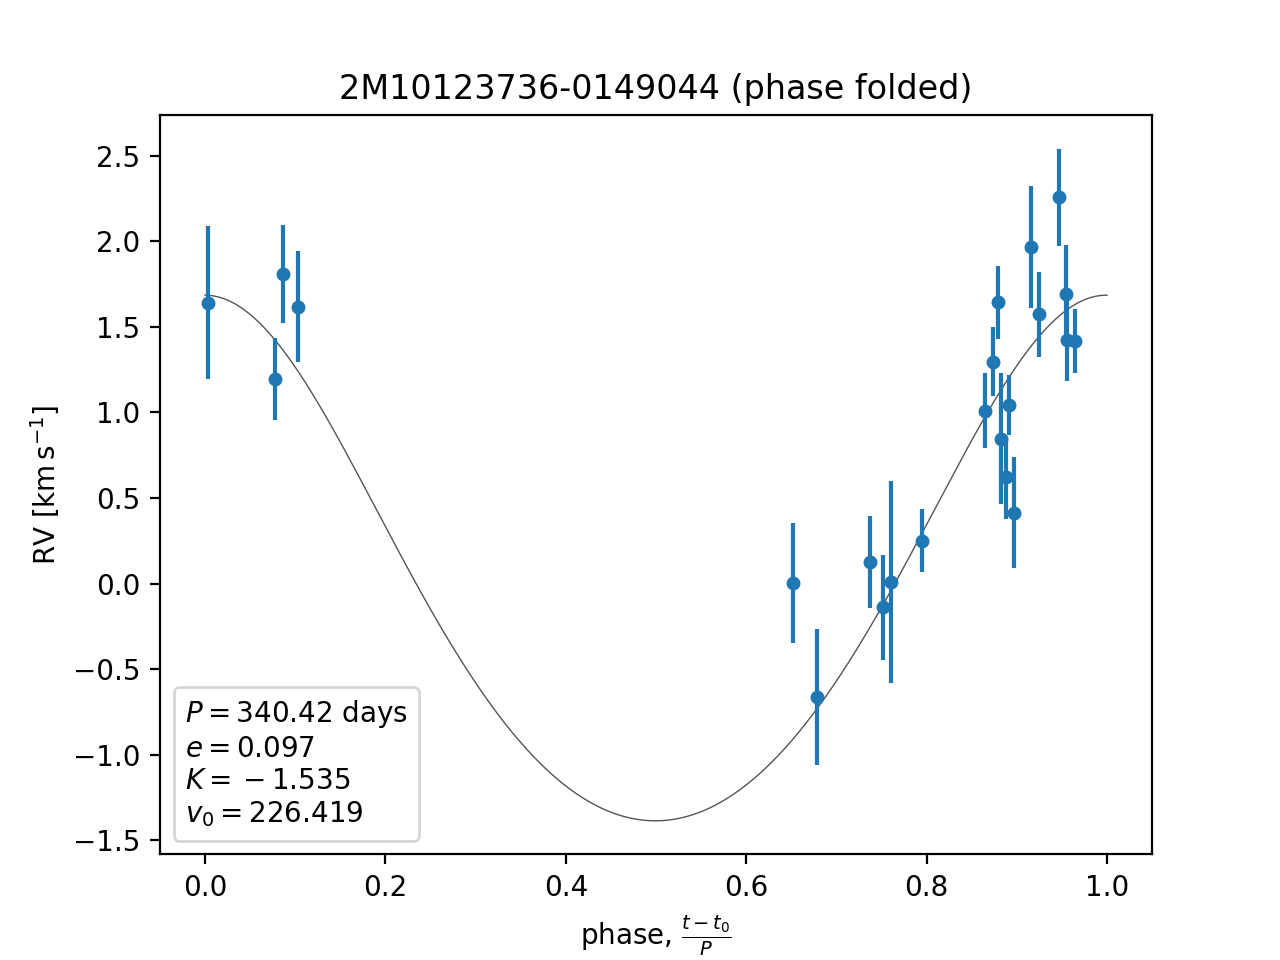 2M10123736-0149044 (phase folded)
RV [km s⁻¹]
2.5
2.0
1.5
1.0
0.5
0.0
−0.5
−1.0
−1.5
P = 340.42 days
e = 0.097
K = −1.535
v₀ = 226.419
0.0 0.2 0.4 0.6 0.8 1.0
phase, (t − t₀)/P